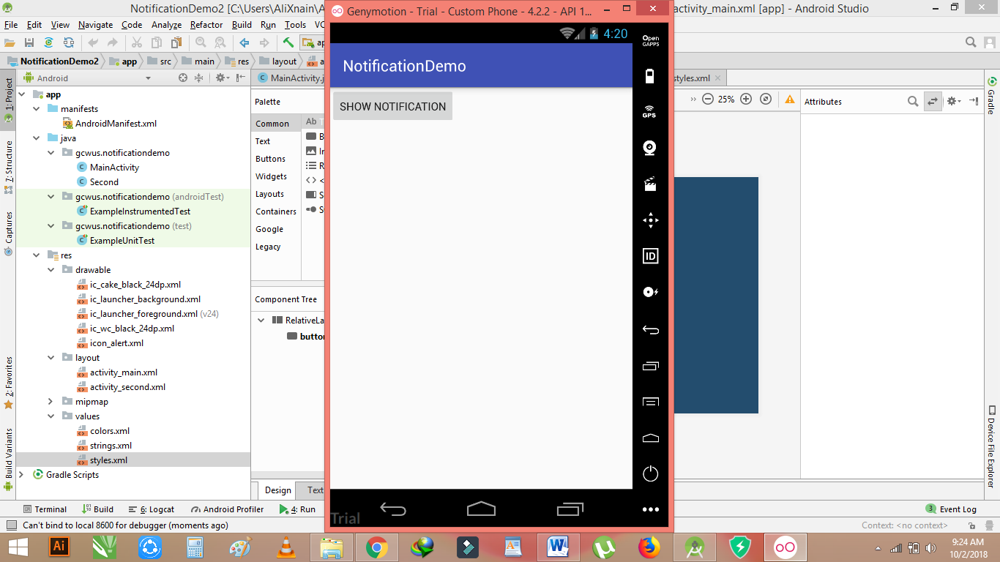 NotificationDemo2 [C:\Users\AliXnain\A
Genymotion - Trial - Custom Phone - 4.2.2 - API 1...
activity_main.xml [app] - Android Studio
File Edit View Navigate Code Analyze Refactor Build Run Tools VC
ap
NotificationDemo2 app src main res layout a
Android
MainActivity.j
styles.xml
1: Project
7: Structure
Captures
2: Favorites
Build Variants
app
manifests
AndroidManifest.xml
java
gcwus.notificationdemo
MainActivity
Second
gcwus.notificationdemo (androidTest)
ExampleInstrumentedTest
gcwus.notificationdemo (test)
ExampleUnitTest
res
drawable
ic_cake_black_24dp.xml
ic_launcher_background.xml
ic_launcher_foreground.xml (v24)
ic_wc_black_24dp.xml
icon_alert.xml
layout
activity_main.xml
activity_second.xml
mipmap
values
colors.xml
strings.xml
styles.xml
Gradle Scripts
Palette
Common
Text
Buttons
Widgets
Layouts
Containers
Google
Legacy
Ab T
B
R
S
Component Tree
RelativeLa
button
Design Text
4:20
NotificationDemo
SHOW NOTIFICATION
Trial
Open GAPPS
GPS
ID
25%
Attributes
Gradle
Device File Explorer
Terminal Build 6: Logcat Android Profiler 4: Run
3 Event Log
Can't bind to local 8600 for debugger (moments ago)
Context: <no context>
Ai
W
9:24 AM
10/2/2018